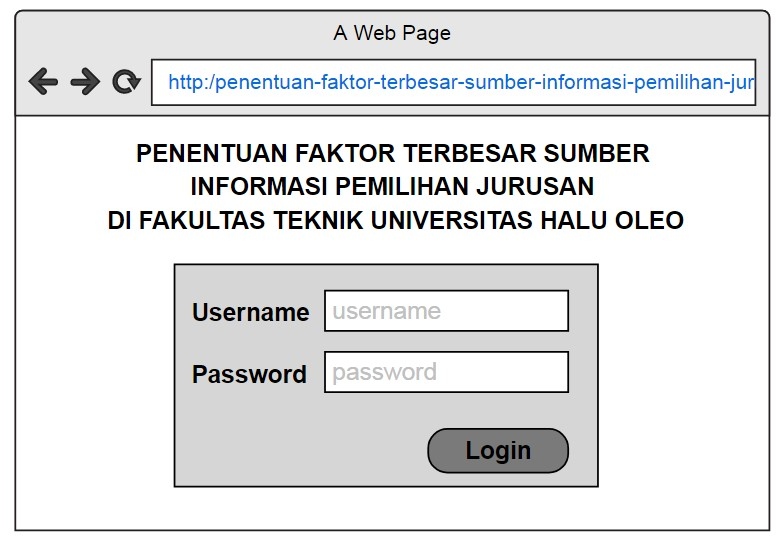 A Web Page
http:/penentuan-faktor-terbesar-sumber-informasi-pemilihan-jur
PENENTUAN FAKTOR TERBESAR SUMBER
INFORMASI PEMILIHAN JURUSAN
DI FAKULTAS TEKNIK UNIVERSITAS HALU OLEO
Username username
Password password
Login